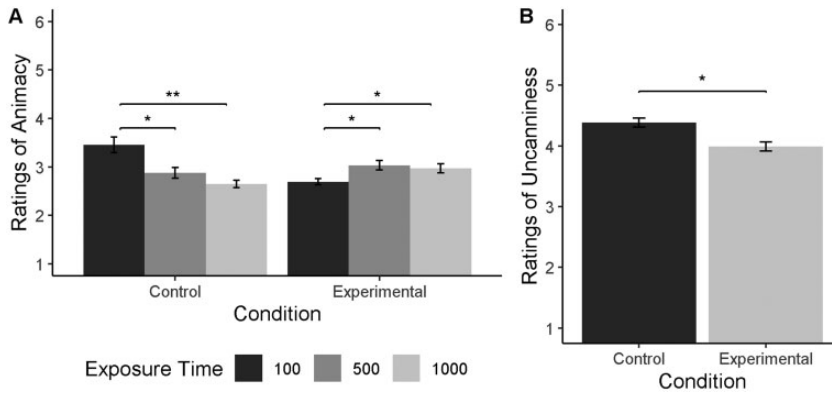 A
Ratings of Animacy
6
5
4
3
2
1
**
*
*
*
Control
Experimental
Condition
Exposure Time 100 500 1000
B
Ratings of Uncanniness
6
5
4
3
2
1
*
Control
Experimental
Condition